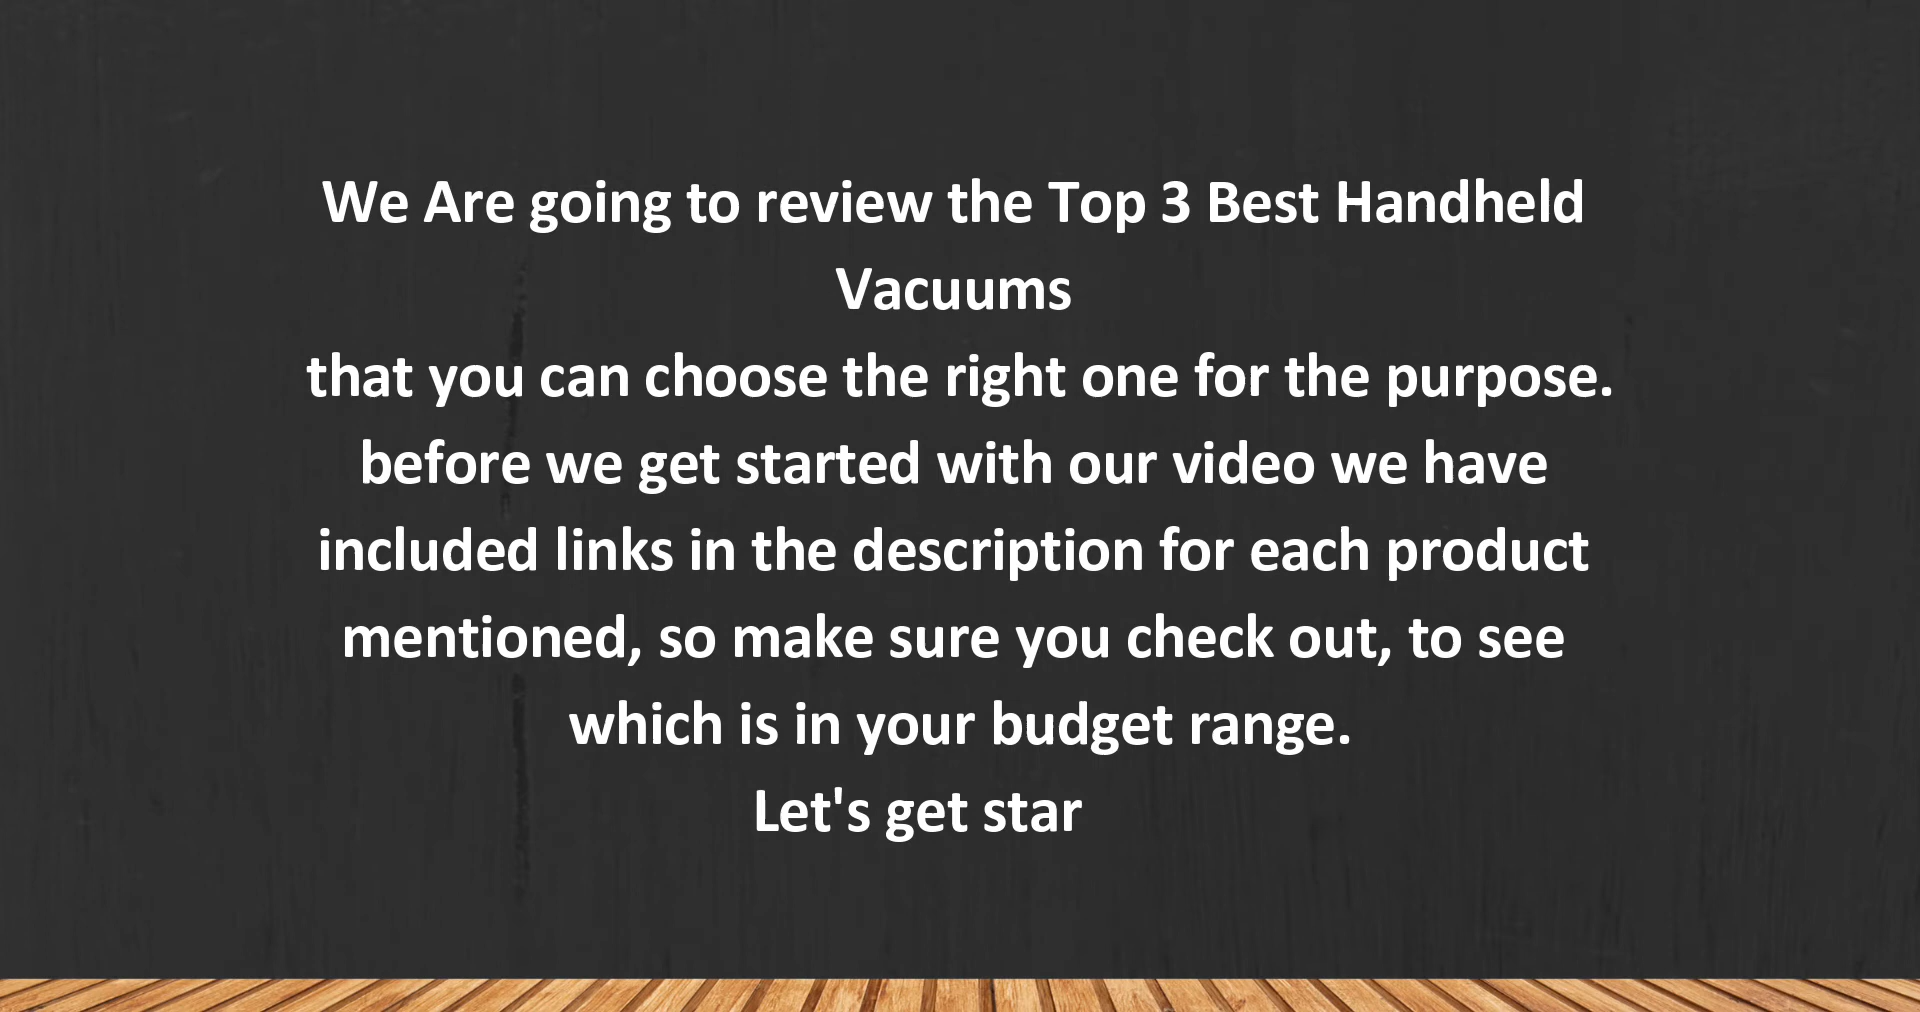 We Are going to review the Top 3 Best Handheld
Vacuums
that you can choose the right one for the purpose.
before we get started with our video we have
included links in the description for each product
mentioned, so make sure you check out, to see
which is in your budget range.
Let's get star